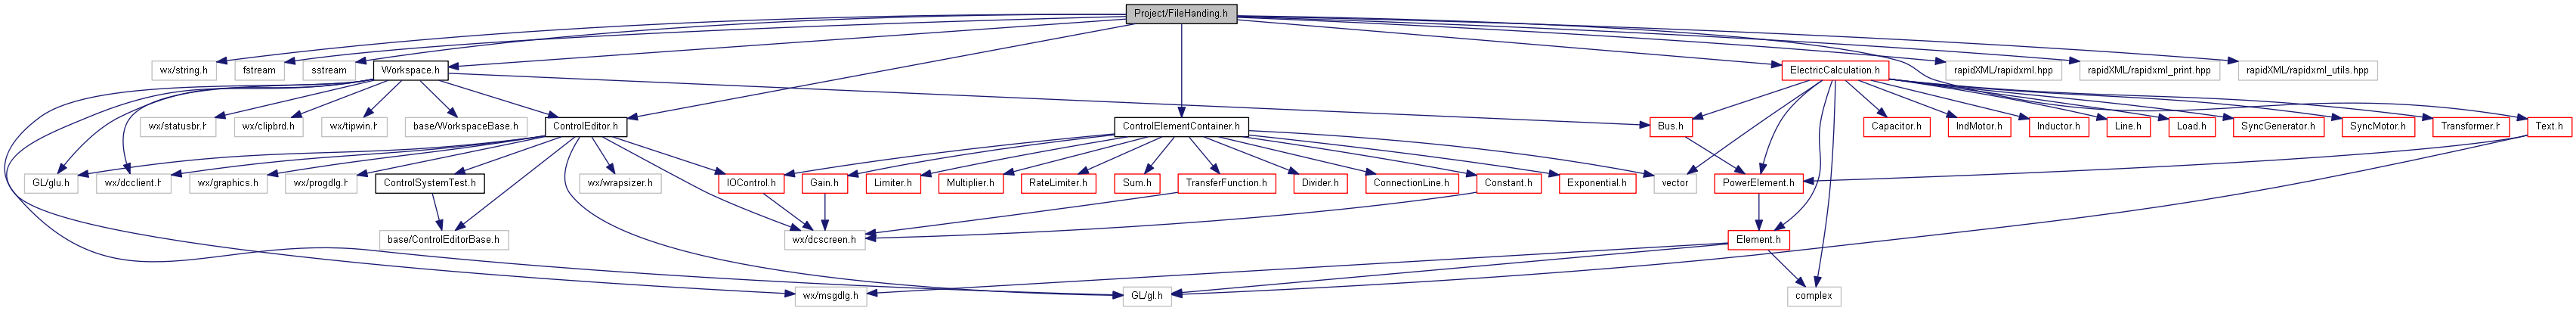 Project/FileHanding.h
wx/string.h
fstream
sstream
Workspace.h
ElectricCalculation.h
rapidXML/rapidxml.hpp
rapidXML/rapidxml_print.hpp
rapidXML/rapidxml_utils.hpp
wx/statusbr.h
wx/clipbrd.h
wx/tipwin.h
base/WorkspaceBase.h
ControlEditor.h
ControlElementContainer.h
Bus.h
Capacitor.h
IndMotor.h
Inductor.h
Line.h
Load.h
SyncGenerator.h
SyncMotor.h
Transformer.h
Text.h
GL/glu.h
wx/dcclient.h
wx/graphics.h
wx/progdlg.h
ControlSystemTest.h
wx/wrapsizer.h
IOControl.h
Gain.h
Limiter.h
Multiplier.h
RateLimiter.h
Sum.h
TransferFunction.h
Divider.h
ConnectionLine.h
Constant.h
Exponential.h
vector
PowerElement.h
base/ControlEditorBase.h
wx/dcscreen.h
Element.h
wx/msgdlg.h
GL/gl.h
complex